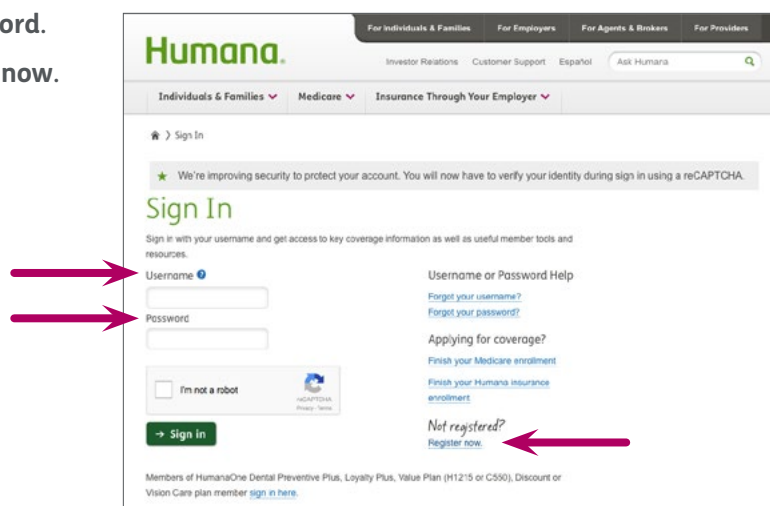 ord.
now.
For Individuals & Families For Employers For Agents & Brokers For Providers
Humana.
Investor Relations Customer Support Español Ask Humana
Individuals & Families Medicare Insurance Through Your Employer
Sign In
We're improving security to protect your account. You will now have to verify your identity during sign in using a reCAPTCHA.
Sign In
Sign in with your username and get access to key coverage information as well as useful member tools and
resources.
Username ?
Username or Password Help
Forgot your username?
Password
Forgot your password?
Applying for coverage?
Finish your Medicare enrollment
I'm not a robot
Finish your Humana insurance
enrollment
reCAPTCHA
Privacy - Terms
Not registered?
Sign in
Register now.
Members of HumanaOne Dental Preventive Plus, Loyalty Plus, Value Plan (H1215 or C550), Discount or
Vision Care plan member sign in here.